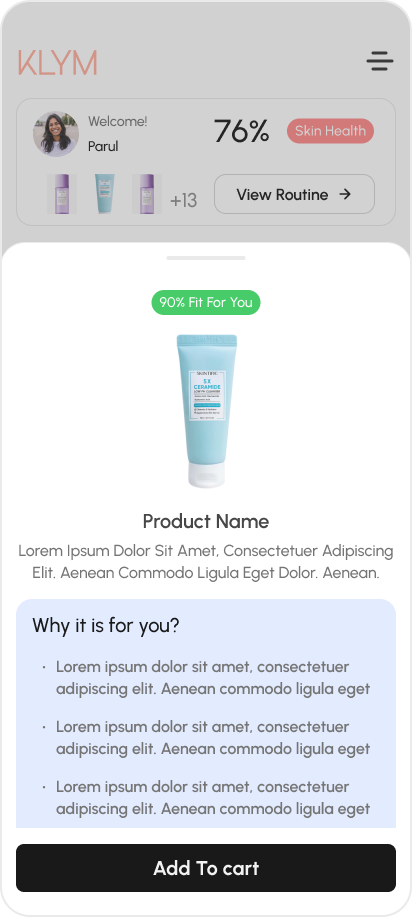 KLYM
Welcome!
Parul
76%
Skin Health
+13
View Routine →
90% Fit For You
5X
CERAMIDE
Product Name
Lorem Ipsum Dolor Sit Amet, Consectetuer Adipiscing
Elit. Aenean Commodo Ligula Eget Dolor. Aenean.
Why it is for you?
· Lorem ipsum dolor sit amet, consectetuer
adipiscing elit. Aenean commodo ligula eget
· Lorem ipsum dolor sit amet, consectetuer
adipiscing elit. Aenean commodo ligula eget
· Lorem ipsum dolor sit amet, consectetuer
adipiscing elit. Aenean commodo ligula eget
Add To cart